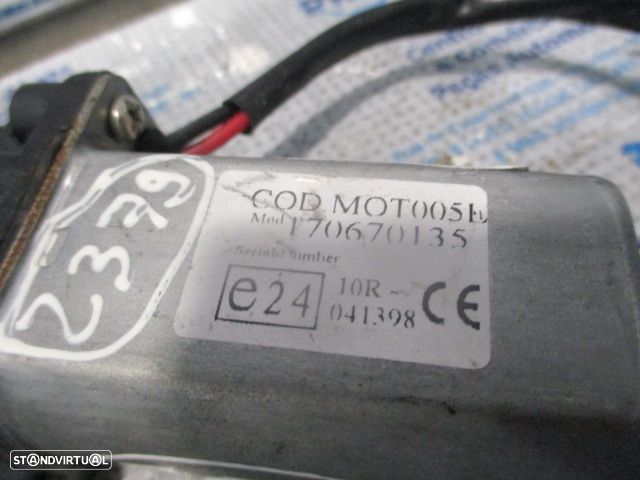 COD MOT005E
Mod 170670135
Serial Number
e24
10R -
041398
CE
2379
STANDVIRTUAL